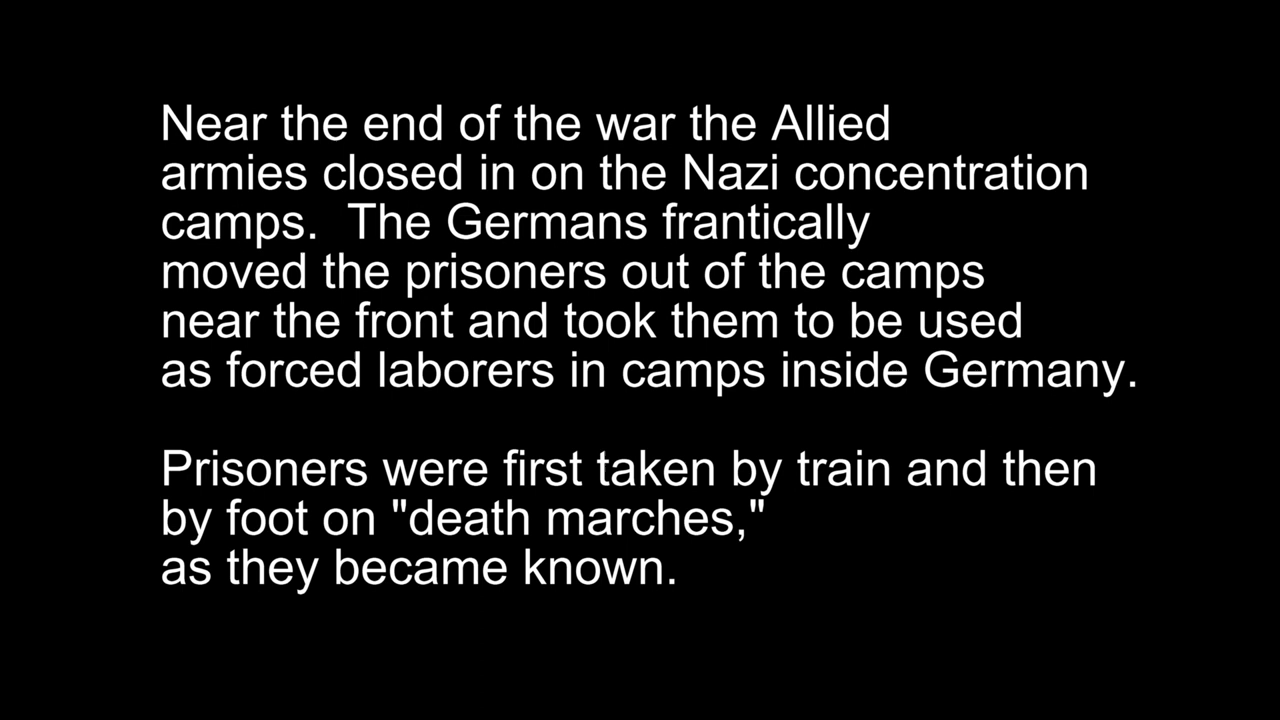 Near the end of the war the Allied
armies closed in on the Nazi concentration
camps.  The Germans frantically
moved the prisoners out of the camps
near the front and took them to be used
as forced laborers in camps inside Germany.
Prisoners were first taken by train and then
by foot on "death marches,"
as they became known.